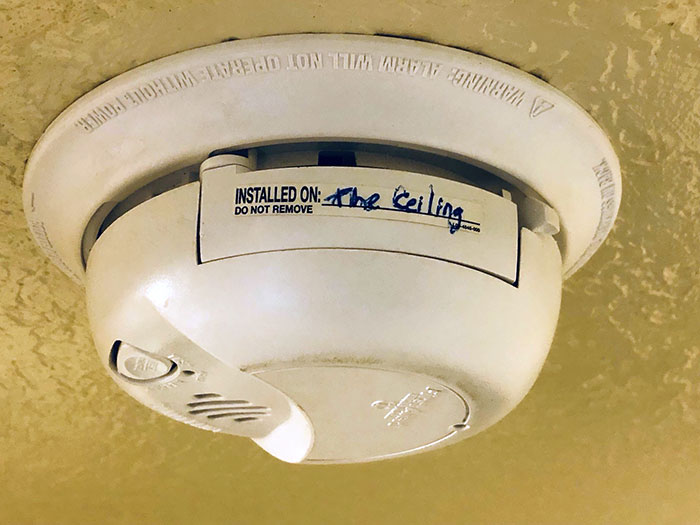 ⚠ WARNING: ALARM WILL NOT OPERATE WITHOUT POWER.
INSTALLED ON: the Ceiling
DO NOT REMOVE